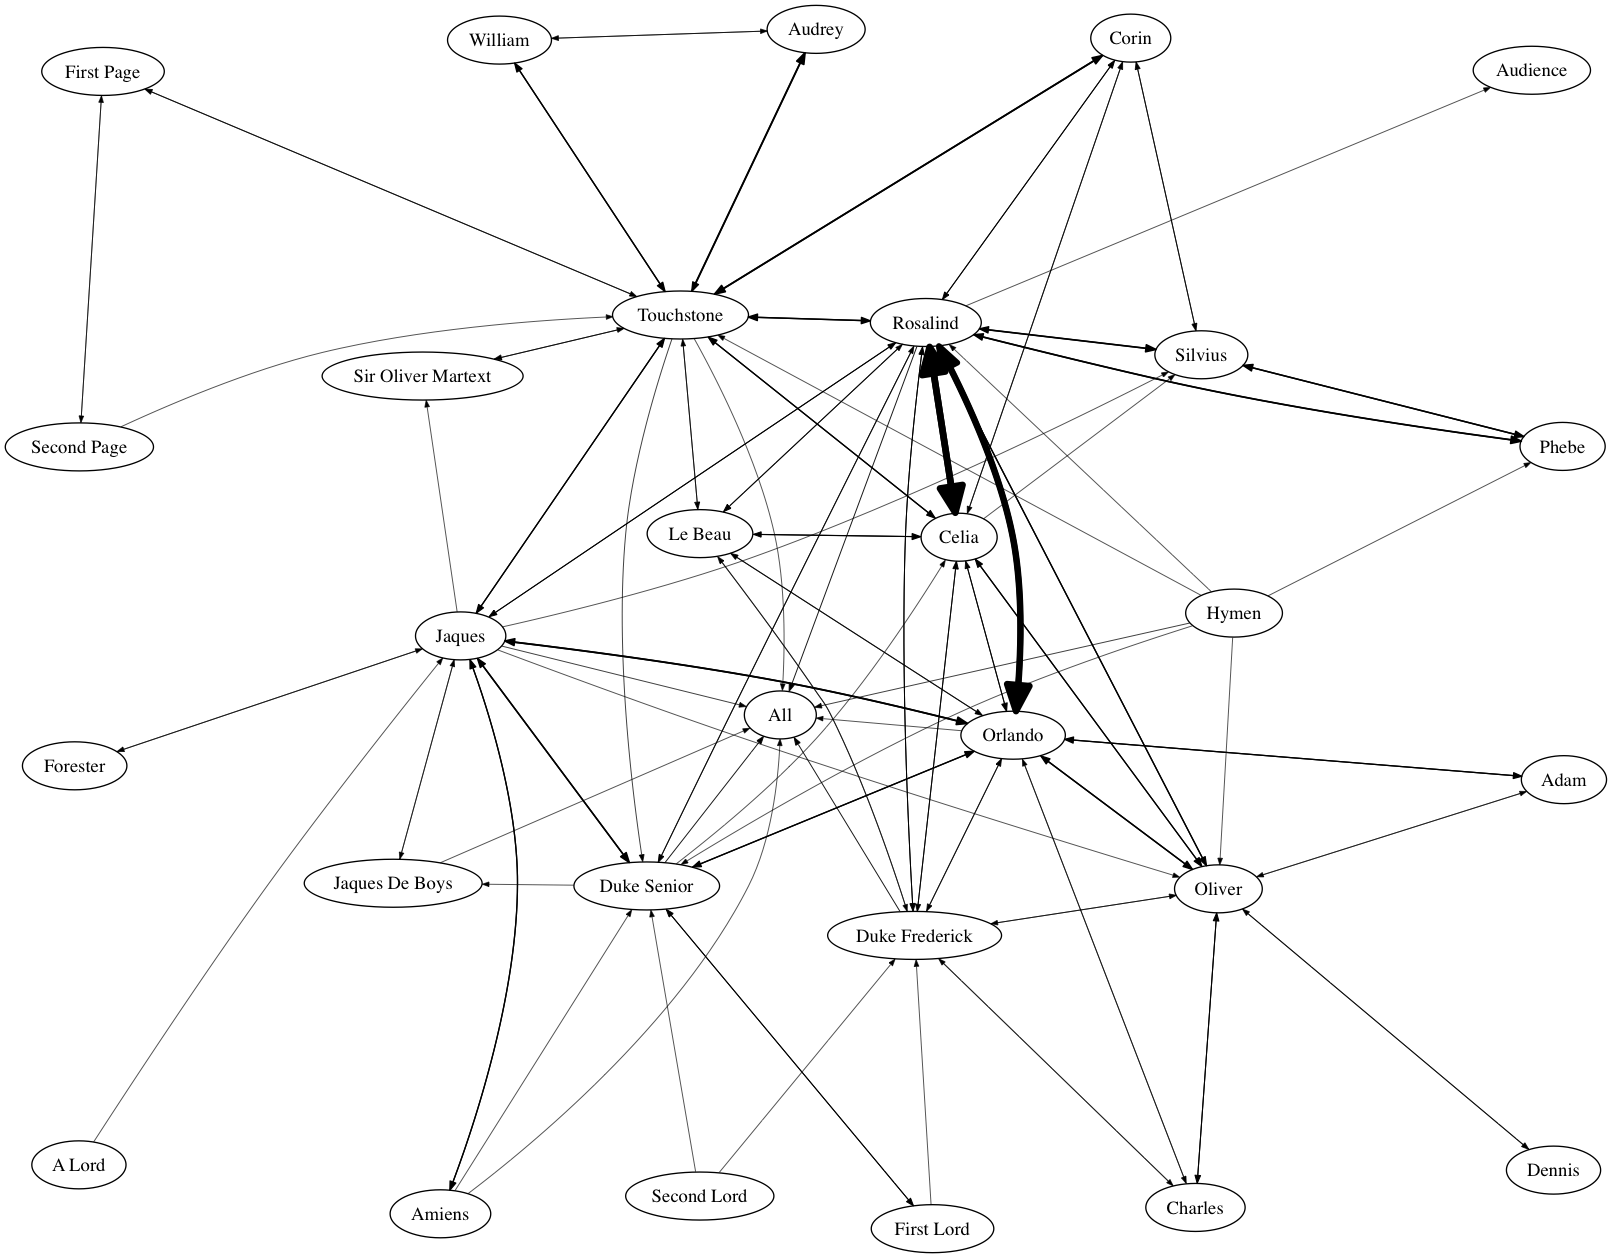 Audrey
William
Corin
First Page
Audience
Touchstone
Rosalind
Silvius
Sir Oliver Martext
Second Page
Phebe
Le Beau
Celia
Hymen
Jaques
All
Orlando
Forester
Adam
Jaques De Boys
Duke Senior
Oliver
Duke Frederick
A Lord
Dennis
Second Lord
Charles
Amiens
First Lord